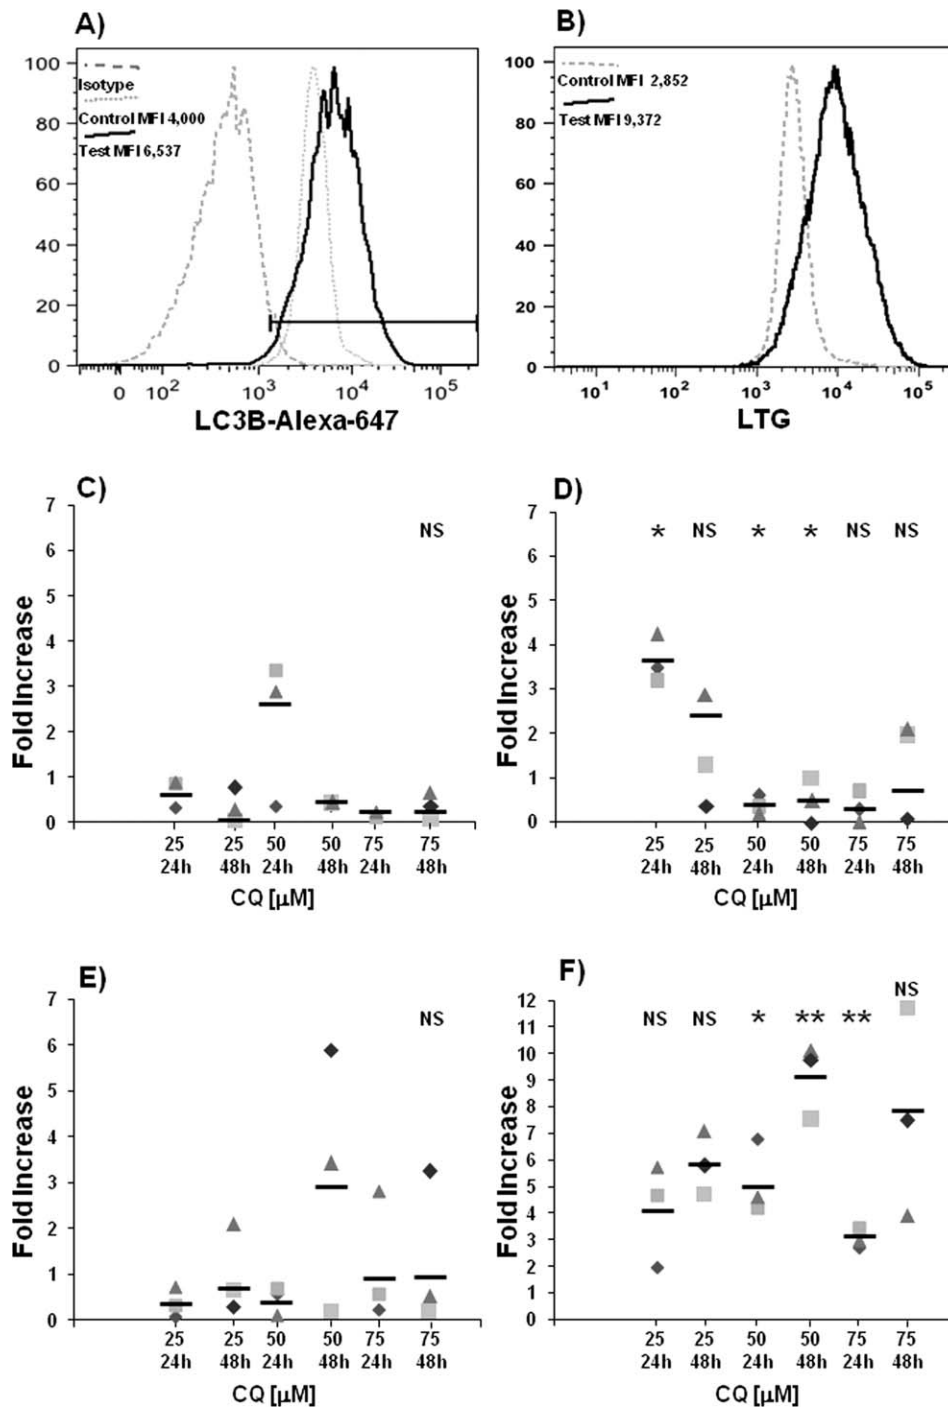 A)
Isotype
Control MFI 4,000
Test MFI 6,537
100
80
60
40
20
0
0 10² 10³ 10⁴ 10⁵
LC3B-Alexa-647
B)
Control MFI 2,852
Test MFI 9,372
100
80
60
40
20
0
10¹ 10² 10³ 10⁴ 10⁵
LTG
C)
NS
Fold Increase
7
6
5
4
3
2
1
0
25 25 50 50 75 75
24h 48h 24h 48h 24h 48h
CQ [µM]
D)
* NS * * NS NS
Fold Increase
7
6
5
4
3
2
1
0
25 25 50 50 75 75
24h 48h 24h 48h 24h 48h
CQ [µM]
E)
NS
Fold Increase
7
6
5
4
3
2
1
0
25 25 50 50 75 75
24h 48h 24h 48h 24h 48h
CQ [µM]
F)
NS NS * ** ** NS
Fold Increase
12
11
10
9
8
7
6
5
4
3
2
1
0
25 25 50 50 75 75
24h 48h 24h 48h 24h 48h
CQ [µM]